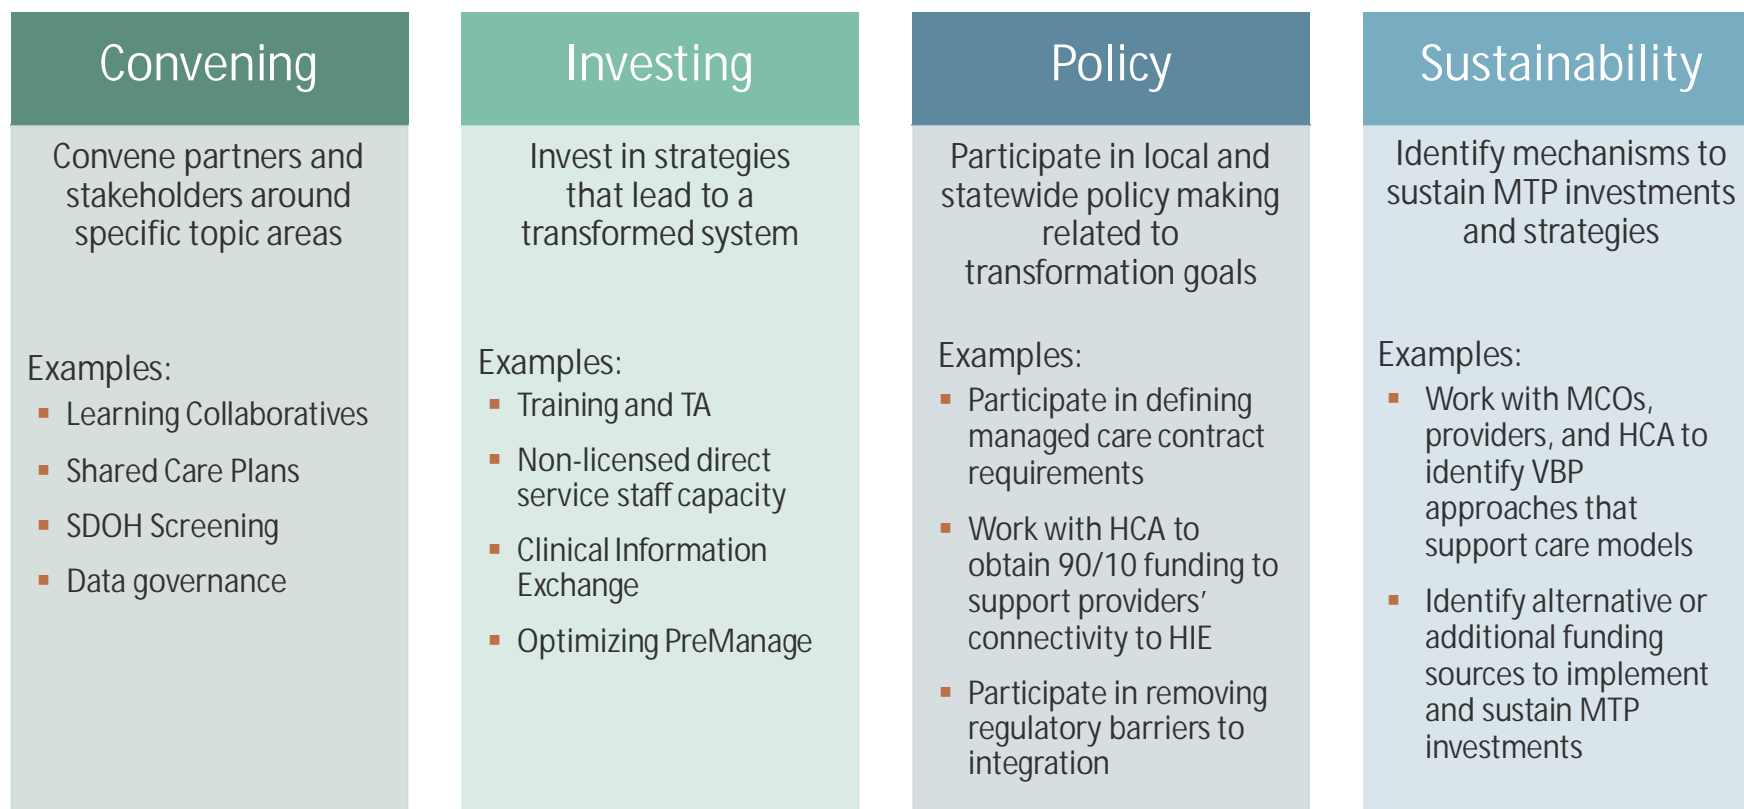 Convening
Convene partners and
stakeholders around
specific topic areas
Examples:
▪ Learning Collaboratives
▪ Shared Care Plans
▪ SDOH Screening
▪ Data governance
Investing
Invest in strategies
that lead to a
transformed system
Examples:
▪ Training and TA
▪ Non-licensed direct
service staff capacity
▪ Clinical Information
Exchange
▪ Optimizing PreManage
Policy
Participate in local and
statewide policy making
related to
transformation goals
Examples:
▪ Participate in defining
managed care contract
requirements
▪ Work with HCA to
obtain 90/10 funding to
support providers’
connectivity to HIE
▪ Participate in removing
regulatory barriers to
integration
Sustainability
Identify mechanisms to
sustain MTP investments
and strategies
Examples:
▪ Work with MCOs,
providers, and HCA to
identify VBP
approaches that
support care models
▪ Identify alternative or
additional funding
sources to implement
and sustain MTP
investments